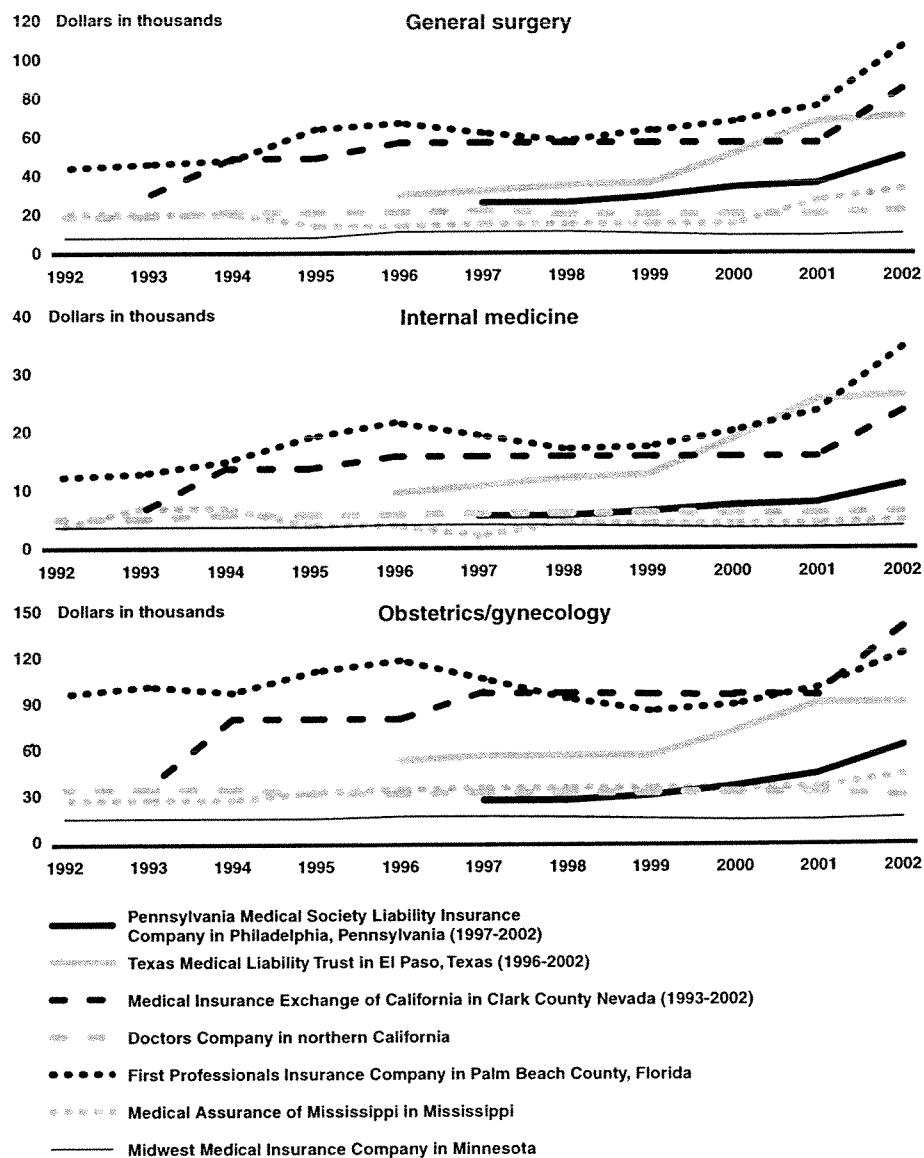 120 Dollars in thousands General surgery
100
80
60
40
20
0
1992 1993 1994 1995 1996 1997 1998 1999 2000 2001 2002
40 Dollars in thousands Internal medicine
30
20
10
0
1992 1993 1994 1995 1996 1997 1998 1999 2000 2001 2002
150 Dollars in thousands Obstetrics/gynecology
120
90
60
30
0
1992 1993 1994 1995 1996 1997 1998 1999 2000 2001 2002
Pennsylvania Medical Society Liability Insurance
Company in Philadelphia, Pennsylvania (1997-2002)
Texas Medical Liability Trust in El Paso, Texas (1996-2002)
Medical Insurance Exchange of California in Clark County Nevada (1993-2002)
Doctors Company in northern California
First Professionals Insurance Company in Palm Beach County, Florida
Medical Assurance of Mississippi in Mississippi
Midwest Medical Insurance Company in Minnesota